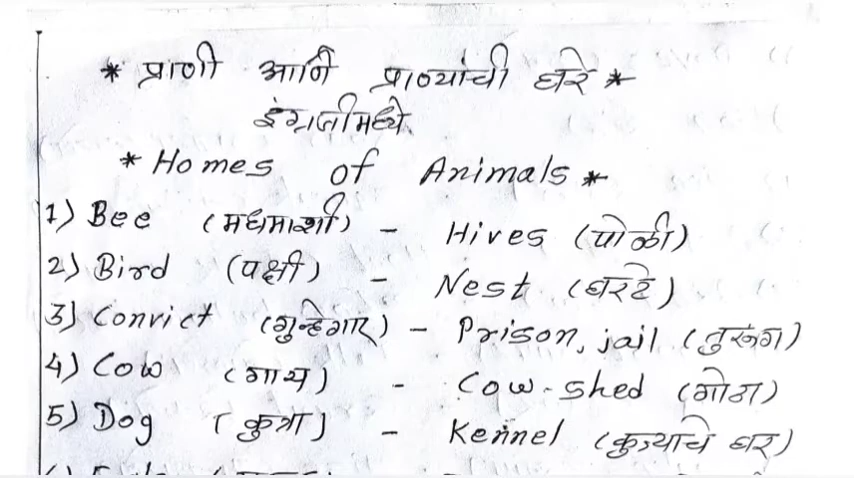 * प्राणी आणि प्राण्यांची घरे *
इंग्रजीमध्ये
* Homes of Animals *
1) Bee (मधमाशी) - Hives (पोळी)
2) Bird (पक्षी) - Nest (घरटे)
3) Convict (गुन्हेगार) - Prison, jail (तुरूंग)
4) Cow (गाय) - Cow-shed (गोठा)
5) Dog (कुत्रा) - Kennel (कुत्र्याचे घर)